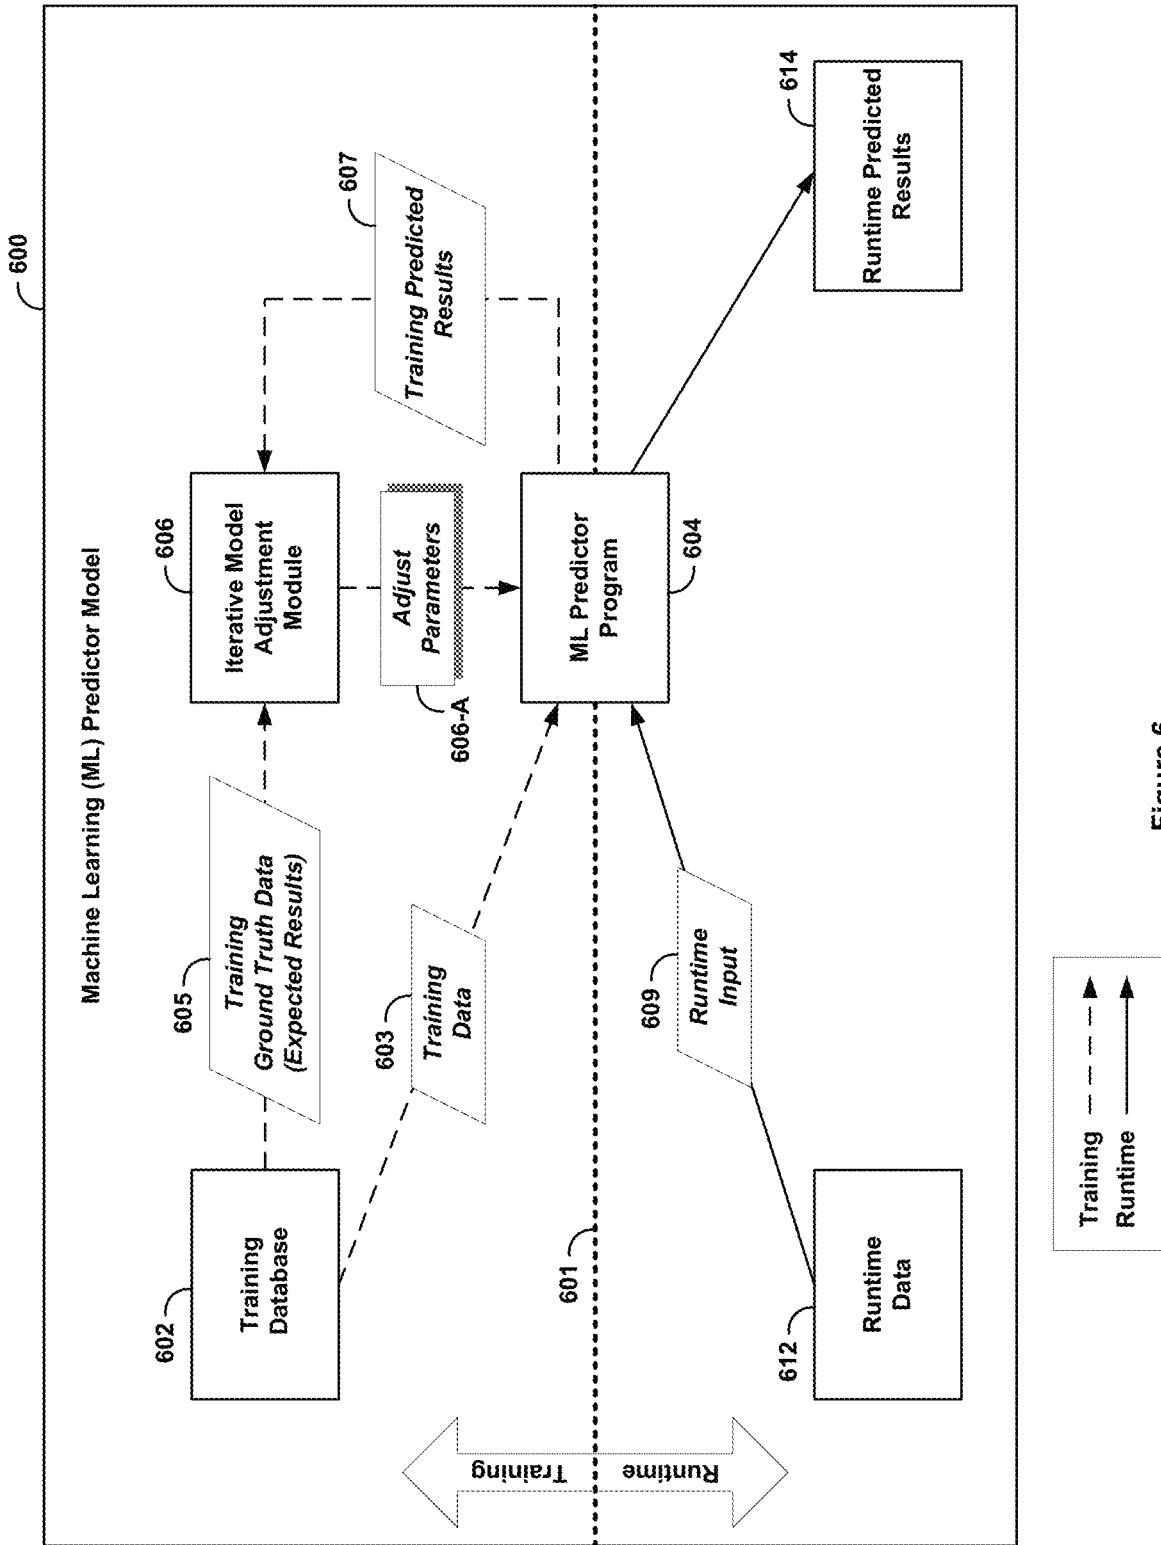 600
Machine Learning (ML) Predictor Model
602
Training
Database
605
Training
Ground Truth Data
(Expected Results)
606
Iterative Model
Adjustment
Module
607
Training Predicted
Results
603
Training
Data
606-A
Adjust
Parameters
ML Predictor
Program
604
601
Training
Runtime
609
Runtime
Input
612
Runtime
Data
614
Runtime Predicted
Results
Training
Runtime
Figure 6